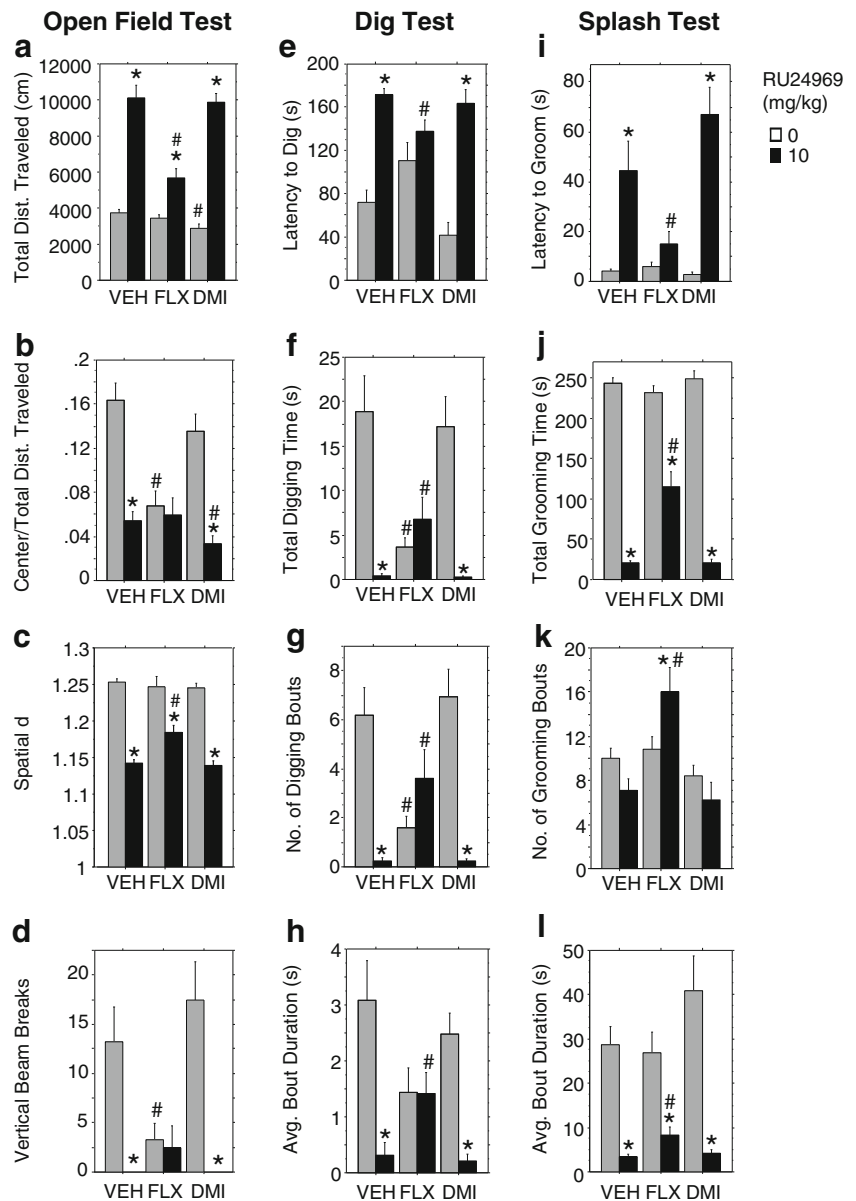 Open Field Test
Dig Test
Splash Test
RU24969
(mg/kg)
0
10
a
Total Dist. Traveled (cm)
12000
10000
8000
6000
4000
2000
0
*
#
*
#
*
VEH FLX DMI
e
Latency to Dig (s)
200
160
120
80
40
0
*
#
*
VEH FLX DMI
i
Latency to Groom (s)
80
60
40
20
0
*
#
*
VEH FLX DMI
b
Center/Total Dist. Traveled
.2
.16
.12
.08
.04
0
*
#
#
*
VEH FLX DMI
f
Total Digging Time (s)
25
20
15
10
5
0
*
#
#
*
VEH FLX DMI
j
Total Grooming Time (s)
250
200
150
100
50
0
*
#
*
*
VEH FLX DMI
c
Spatial d
1.3
1.25
1.2
1.15
1.1
1.05
1
*
#
*
*
VEH FLX DMI
g
No. of Digging Bouts
8
6
4
2
0
*
#
#
*
VEH FLX DMI
k
No. of Grooming Bouts
20
16
12
8
4
0
*#
VEH FLX DMI
d
Vertical Beam Breaks
20
15
10
5
0
*
#
*
VEH FLX DMI
h
Avg. Bout Duration (s)
4
3
2
1
0
*
#
*
VEH FLX DMI
l
Avg. Bout Duration (s)
50
40
30
20
10
0
*
#
*
*
VEH FLX DMI